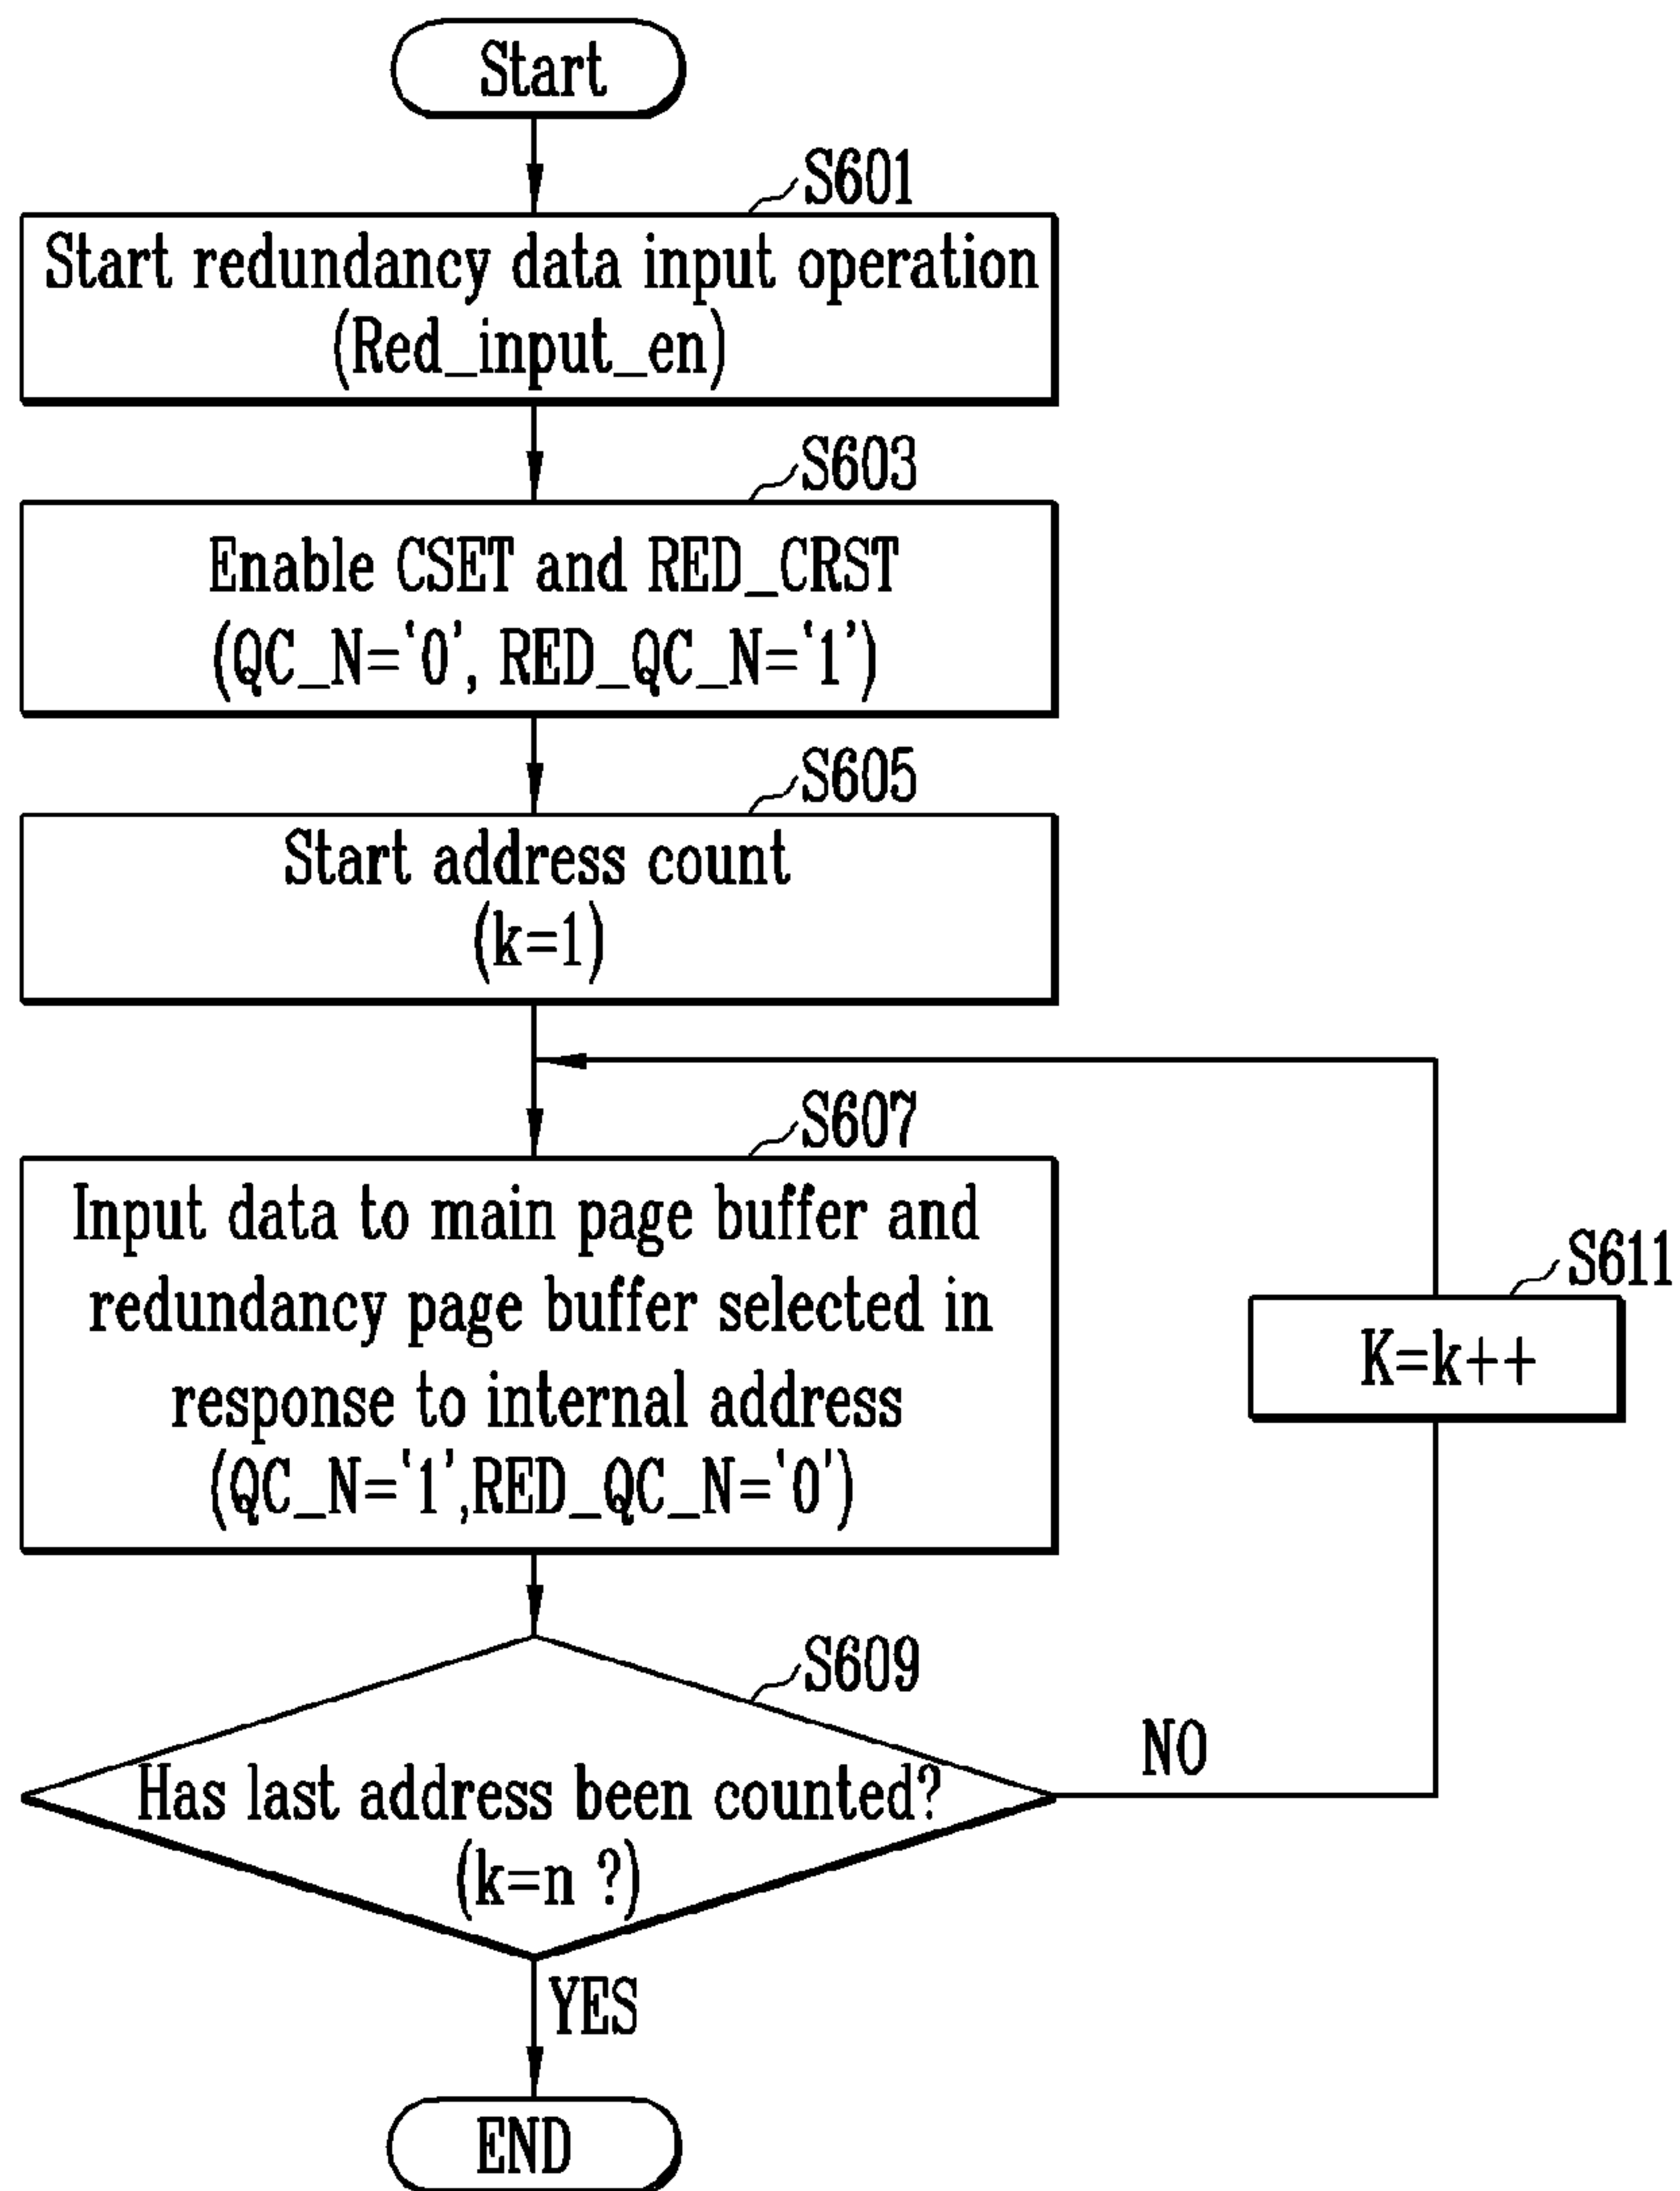 Start
S601
Start redundancy data input operation
(Red_input_en)
S603
Enable CSET and RED_CRST
(QC_N=‘0’, RED_QC_N=‘1’)
S605
Start address count
(k=1)
S607
Input data to main page buffer and
redundancy page buffer selected in
response to internal address
(QC_N=‘1’,RED_QC_N=‘0’)
S611
K=k++
S609
Has last address been counted?
(k=n ?)
NO
YES
END